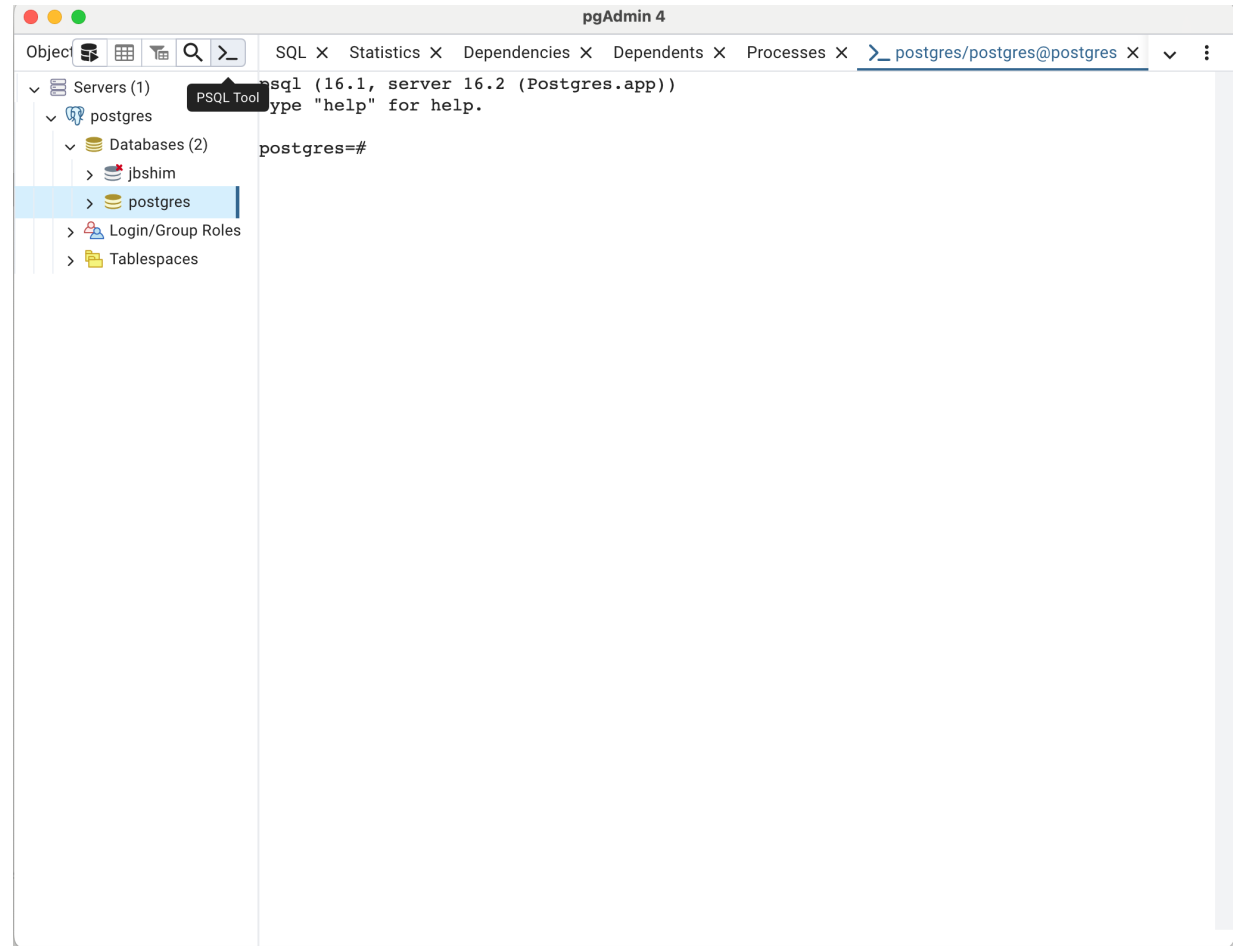 pgAdmin 4
Object
SQL
Statistics
Dependencies
Dependents
Processes
postgres/postgres@postgres
Servers (1)
PSQL Tool
postgres
Databases (2)
jbshim
postgres
Login/Group Roles
Tablespaces
psql (16.1, server 16.2 (Postgres.app))
Type "help" for help.
postgres=#